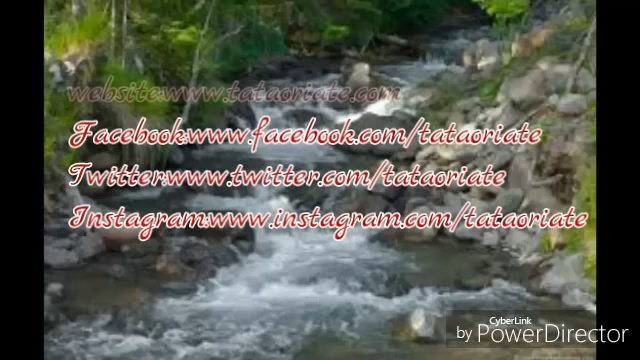 website:www.tataoriate.com
Facebook:www.facebook.com/tataoriate
Twitter:www.twitter.com/tataoriate
Instagram:www.instagram.com/tataoriate
CyberLink
by PowerDirector